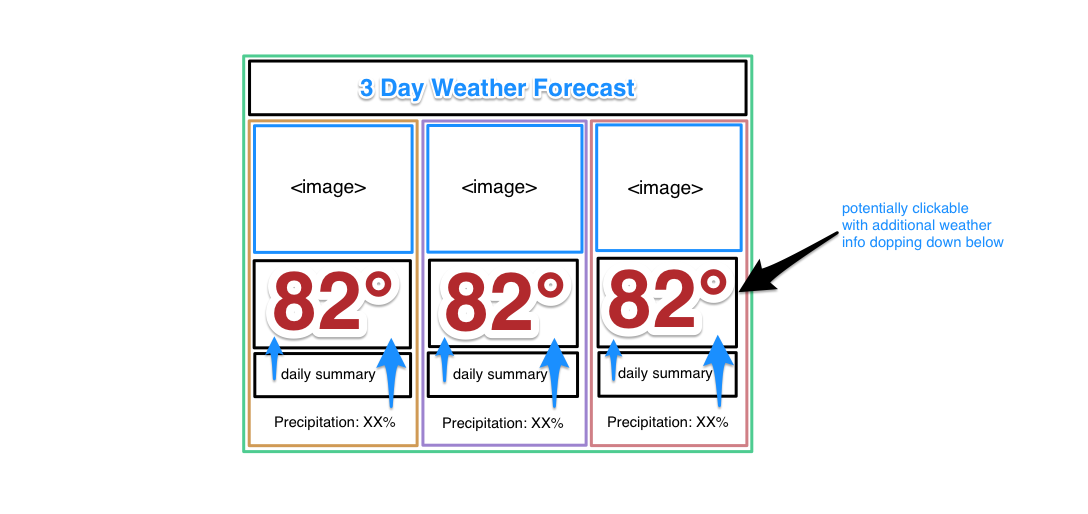 3 Day Weather Forecast
<image> <image> <image>
potentially clickable
with additional weather
info dopping down below
82° 82° 82°
daily summary daily summary daily summary
Precipitation: XX% Precipitation: XX% Precipitation: XX%